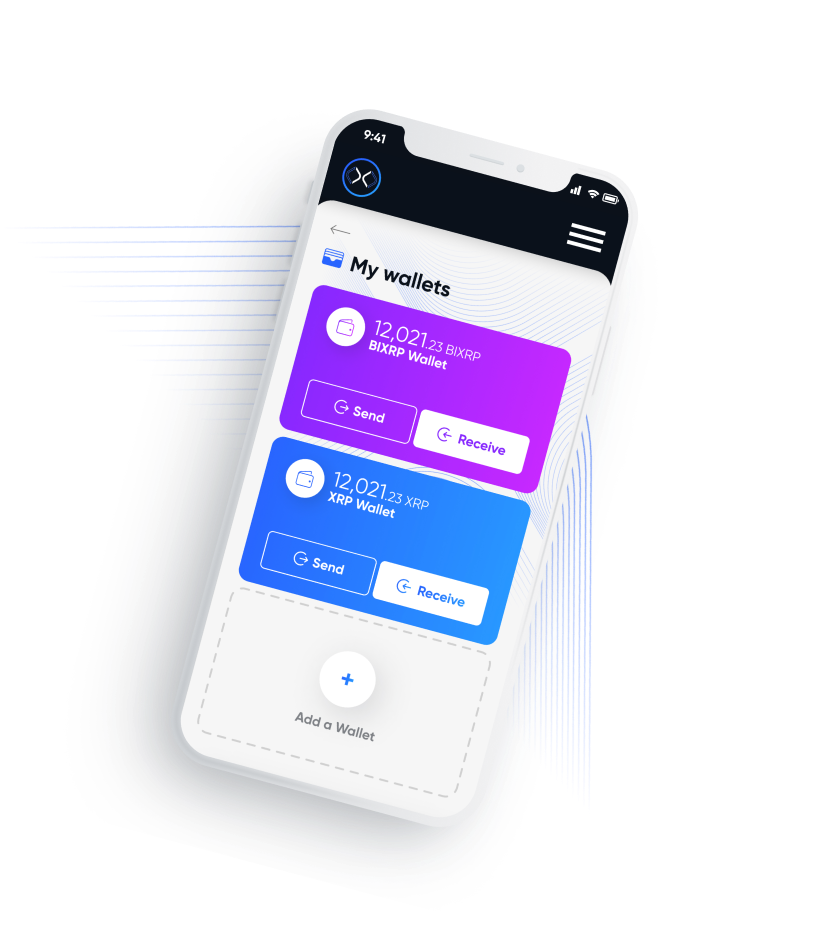 9:41
My wallets
12,021.23 BIXRP
BIXRP Wallet
Send
Receive
12,021.23 XRP
XRP Wallet
Send
Receive
+
Add a Wallet